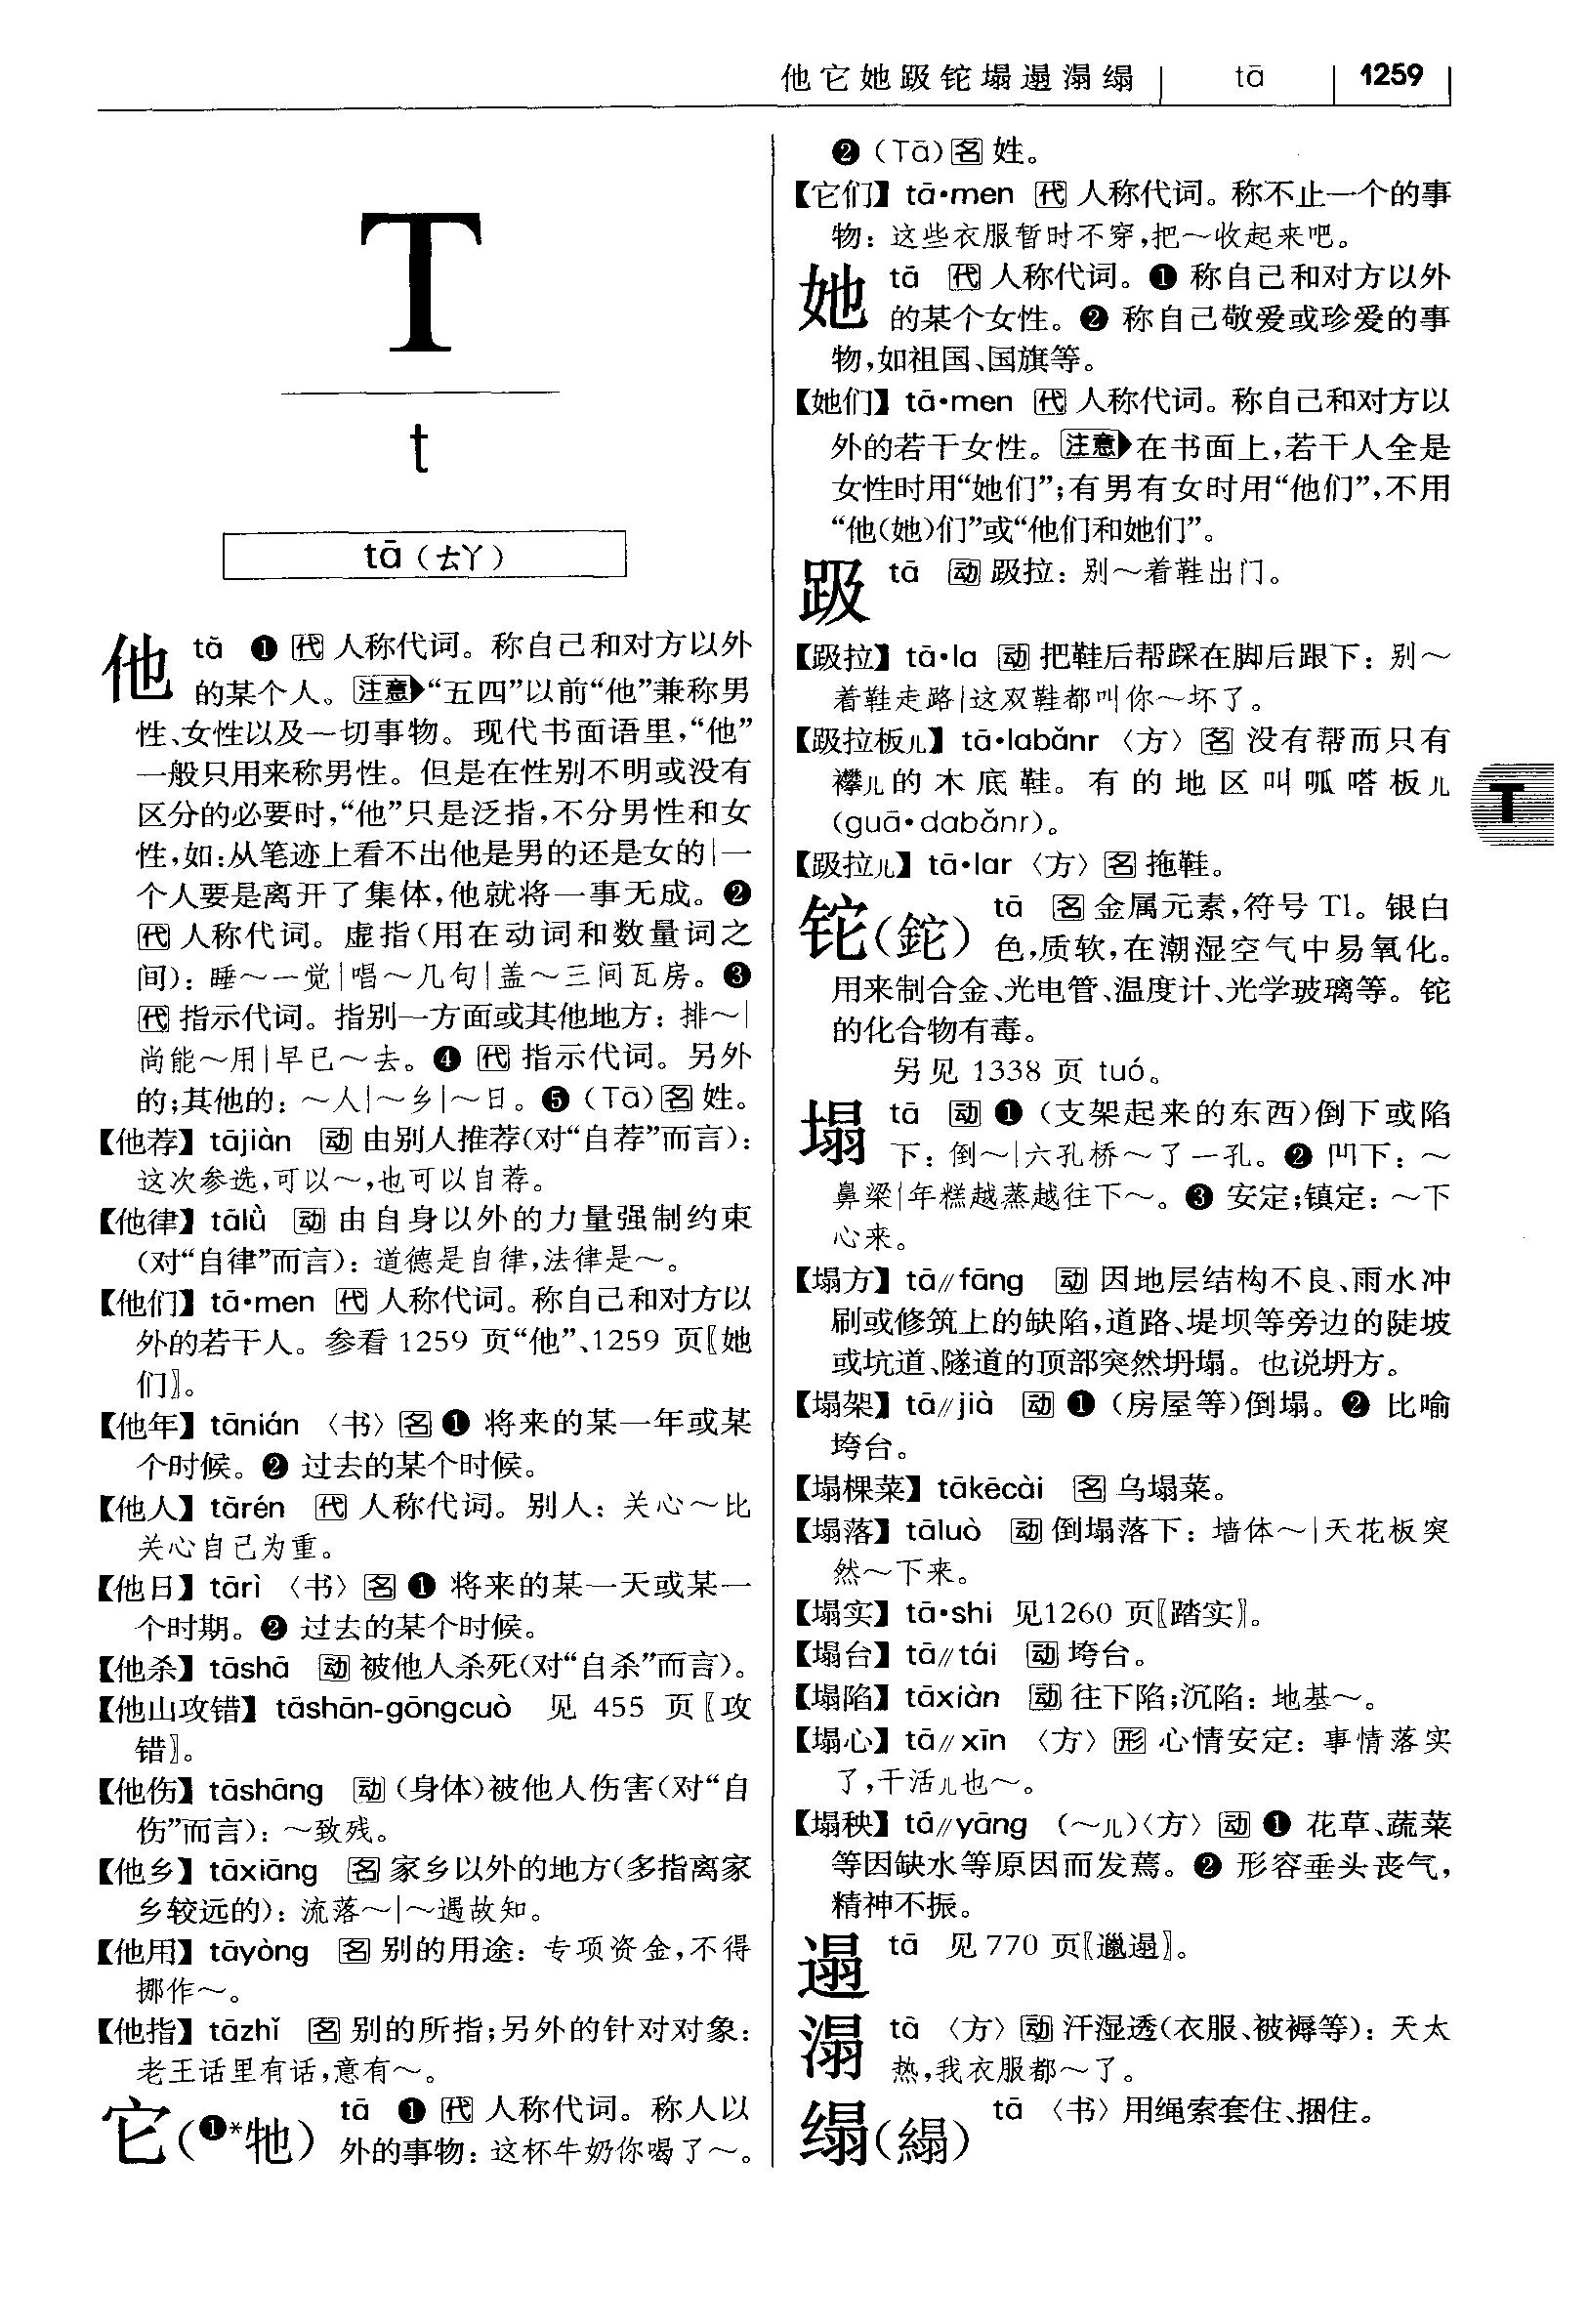 他它她趿铊塌遢溻缉 tā 1259
T
t
tā (ㄊㄚ)
他 tā ❶ 代 人称代词。称自己和对方以外
的某个人。注意 “五四”以前“他”兼称男
性、女性以及一切事物。现代书面语里,“他”
一般只用来称男性。但是在性别不明或没有
区分的必要时,“他”只是泛指,不分男性和女
性,如:从笔迹上看不出他是男的还是女的|一
个人要是离开了集体,他就将一事无成。❷
代 人称代词。虚指(用在动词和数量词之
间):睡~一觉|唱~几句|盖~三间瓦房。❸
代 指示代词。指别一方面或其他地方:排~|
尚能~用|早已~去。❹ 代 指示代词。另外
的;其他的:~人|~乡|~日。❺ (Tā) 名 姓。
【他荐】tājiàn 动 由别人推荐(对“自荐”而言):
这次参选,可以~,也可以自荐。
【他律】tālǜ 动 由自身以外的力量强制约束
(对“自律”而言):道德是自律,法律是~。
【他们】tā•men 代 人称代词。称自己和对方以
外的若干人。参看 1259 页“他”、1259 页〖她
们〗。
【他年】tānián 〈书〉 名 ❶ 将来的某一年或某
个时候。❷ 过去的某个时候。
【他人】tārén 代 人称代词。别人:关心~比
关心自己为重。
【他日】tārì 〈书〉 名 ❶ 将来的某一天或某一
个时期。❷ 过去的某个时候。
【他杀】tāshā 动 被他人杀死(对“自杀”而言)。
【他山攻错】tāshān-gōngcuò 见 455 页〖攻
错〗。
【他伤】tāshāng 动 (身体)被他人伤害(对“自
伤”而言):~致残。
【他乡】tāxiāng 名 家乡以外的地方(多指离家
乡较远的):流落~|~遇故知。
【他用】tāyòng 名 别的用途:专项资金,不得
挪作~。
【他指】tāzhǐ 名 别的所指;另外的针对对象:
老王话里有话,意有~。
它(❶*牠) tā ❶ 代 人称代词。称人以
外的事物:这杯牛奶你喝了~。
❷ (Tā) 名 姓。
【它们】tā•men 代 人称代词。称不止一个的事
物:这些衣服暂时不穿,把~收起来吧。
她 tā 代 人称代词。❶ 称自己和对方以外
的某个女性。❷ 称自己敬爱或珍爱的事
物,如祖国、国旗等。
【她们】tā•men 代 人称代词。称自己和对方以
外的若干女性。注意 在书面上,若干人全是
女性时用“她们”;有男有女时用“他们”,不用
“他(她)们”或“他们和她们”。
趿 tā 动 趿拉:别~着鞋出门。
【趿拉】tā•la 动 把鞋后帮踩在脚后跟下:别~
着鞋走路|这双鞋都叫你~坏了。
【趿拉板儿】tā•labǎnr 〈方〉 名 没有帮而只有
襻儿的木底鞋。有的地区叫呱嗒板儿
(guā•dabǎnr)。
【趿拉儿】tā•lar 〈方〉 名 拖鞋。
铊(鉈) tā 名 金属元素,符号 Tl。银白
色,质软,在潮湿空气中易氧化。
用来制合金、光电管、温度计、光学玻璃等。铊
的化合物有毒。
另见 1338 页 tuó。
塌 tā 动 ❶ (支架起来的东西)倒下或陷
下:倒~|六孔桥~了一孔。❷ 凹下:~
鼻梁|年糕越蒸越往下~。❸ 安定;镇定:~下
心来。
【塌方】tā//fāng 动 因地层结构不良、雨水冲
刷或修筑上的缺陷,道路、堤坝等旁边的陡坡
或坑道、隧道的顶部突然坍塌。也说坍方。
【塌架】tā//jià 动 ❶ (房屋等)倒塌。❷ 比喻
垮台。
【塌棵菜】tākēcài 名 乌塌菜。
【塌落】tāluò 动 倒塌落下:墙体~|天花板突
然~下来。
【塌实】tā•shi 见1260 页〖踏实〗。
【塌台】tā//tái 动 垮台。
【塌陷】tāxiàn 动 往下陷;沉陷:地基~。
【塌心】tā//xīn 〈方〉 形 心情安定:事情落实
了,干活儿也~。
【塌秧】tā//yāng (~儿)〈方〉 动 ❶ 花草、蔬菜
等因缺水等原因而发蔫。❷ 形容垂头丧气,
精神不振。
遢 tā 见 770 页〖邋遢〗。
溻 tā 〈方〉 动 汗湿透(衣服、被褥等):天太
热,我衣服都~了。
𫄥(緆) tā 〈书〉用绳索套住、捆住。
T